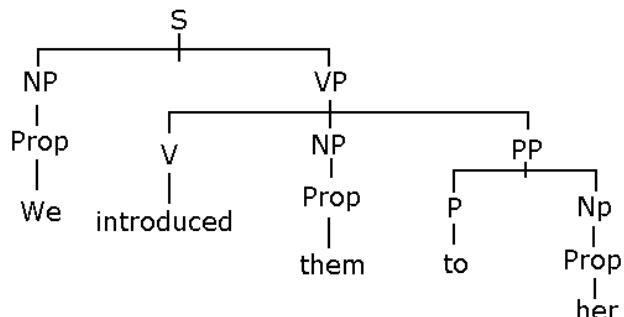 S
NP VP
Prop V NP PP
We introduced Prop P Np
them to Prop
her